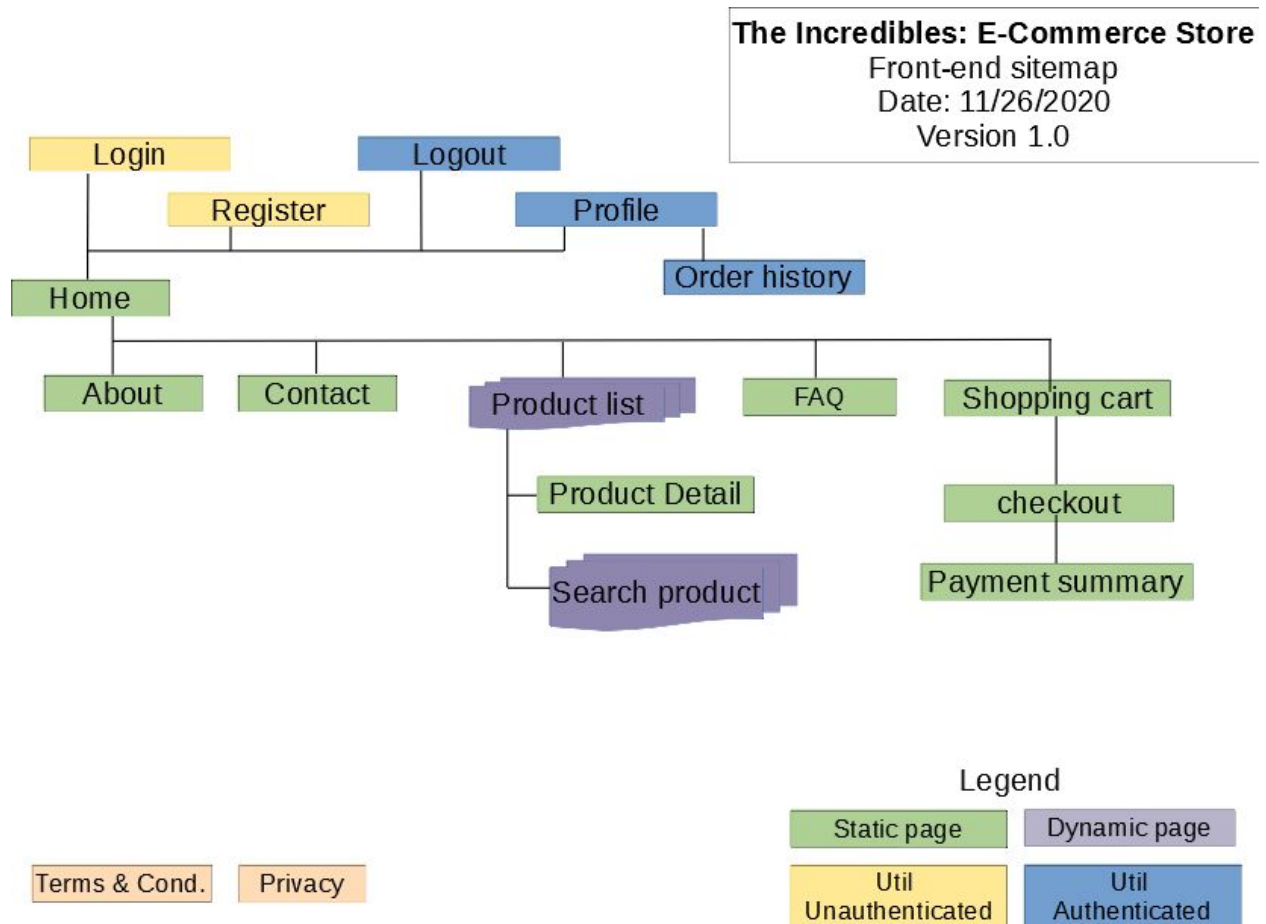 The Incredibles: E-Commerce Store
Front-end sitemap
Date: 11/26/2020
Version 1.0
Login
Logout
Register
Profile
Order history
Home
About
Contact
Product list
FAQ
Shopping cart
Product Detail
checkout
Search product
Payment summary
Legend
Static page
Dynamic page
Terms & Cond.
Privacy
Util
Unauthenticated
Util
Authenticated